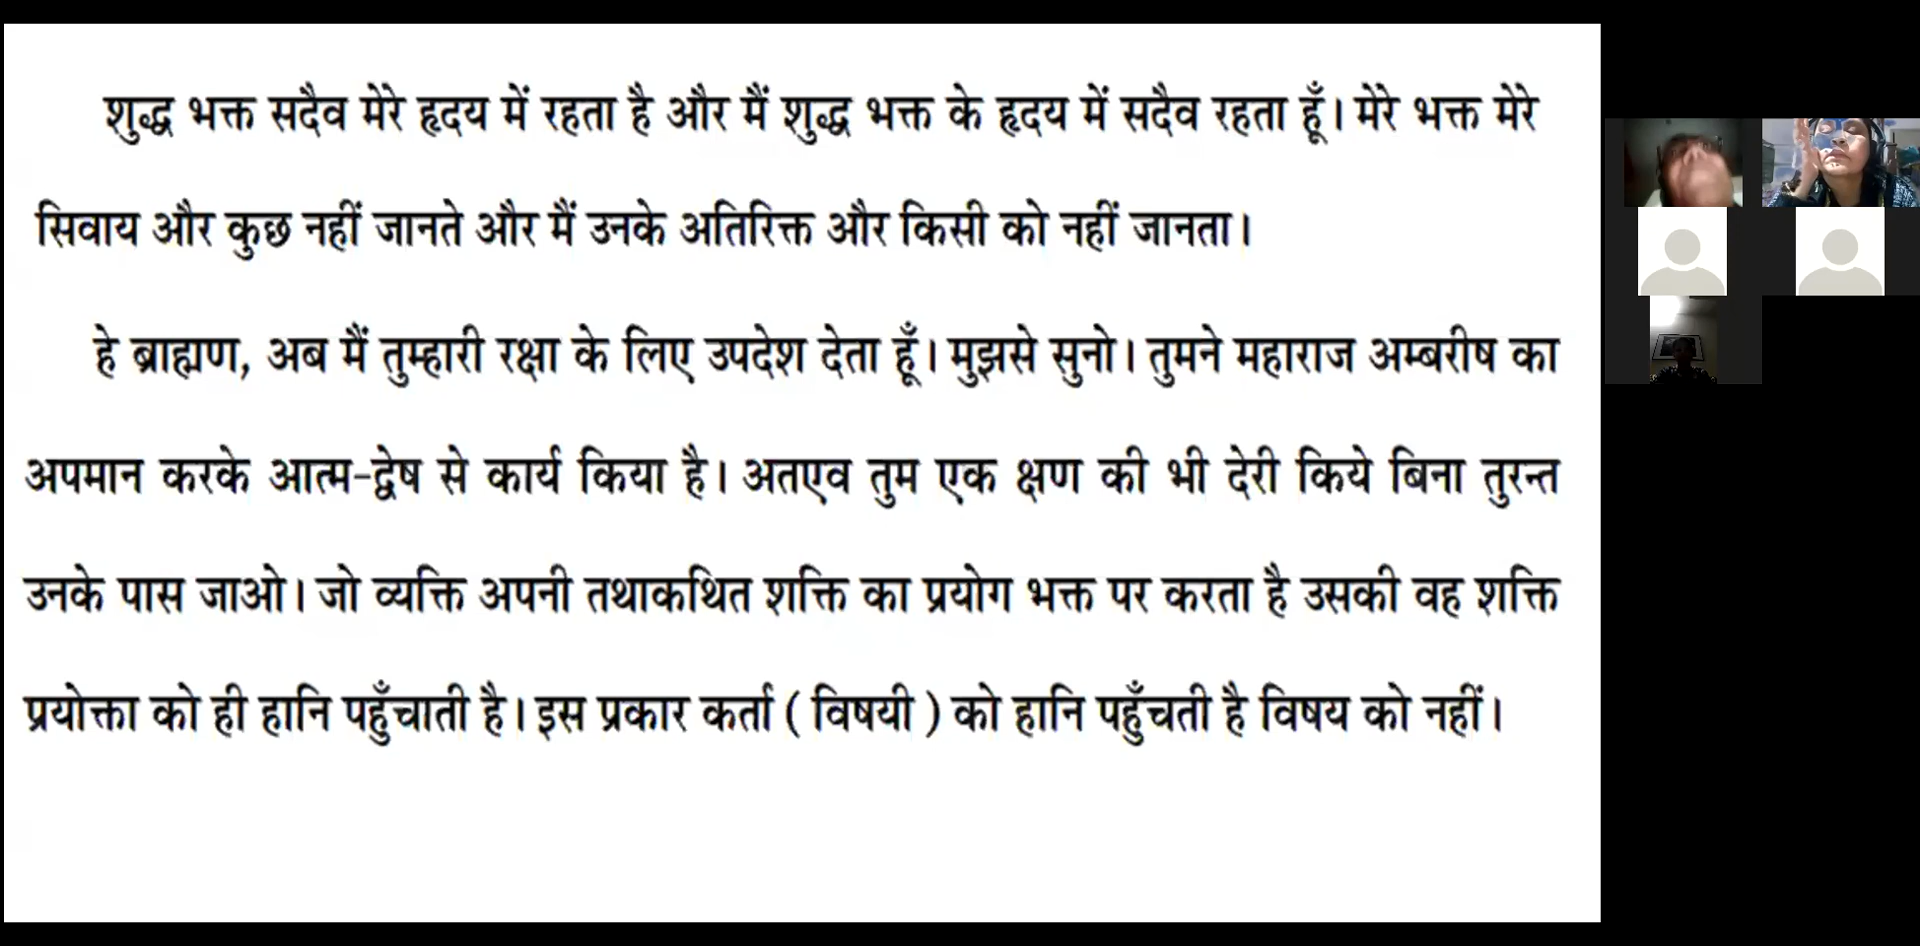 शुद्ध भक्त सदैव मेरे हृदय में रहता है और मैं शुद्ध भक्त के हृदय में सदैव रहता हूँ। मेरे भक्त मेरे
सिवाय और कुछ नहीं जानते और मैं उनके अतिरिक्त और किसी को नहीं जानता।
हे ब्राह्मण, अब मैं तुम्हारी रक्षा के लिए उपदेश देता हूँ। मुझसे सुनो। तुमने महाराज अम्बरीष का
अपमान करके आत्म-द्वेष से कार्य किया है। अतएव तुम एक क्षण की भी देरी किये बिना तुरन्त
उनके पास जाओ। जो व्यक्ति अपनी तथाकथित शक्ति का प्रयोग भक्त पर करता है उसकी वह शक्ति
प्रयोक्ता को ही हानि पहुँचाती है। इस प्रकार कर्ता ( विषयी ) को हानि पहुँचती है विषय को नहीं।